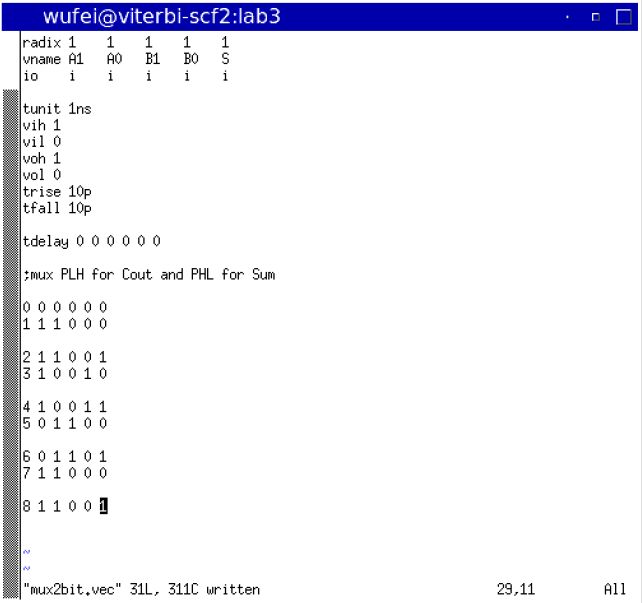 wufei@viterbi-scf2:lab3
radix 1 1 1 1 1
vname A1 A0 B1 B0 S
io i i i i i
tunit 1ns
vih 1
vil 0
voh 1
vol 0
trise 10p
tfall 10p
tdelay 0 0 0 0 0 0
;mux PLH for Cout and PHL for Sum
0 0 0 0 0 0
1 1 1 0 0 0
2 1 1 0 0 1
3 1 0 0 1 0
4 1 0 0 1 1
5 0 1 1 0 0
6 0 1 1 0 1
7 1 1 0 0 0
8 1 1 0 0 1
~
~
"mux2bit.vec" 31L, 311C written 29,11 All